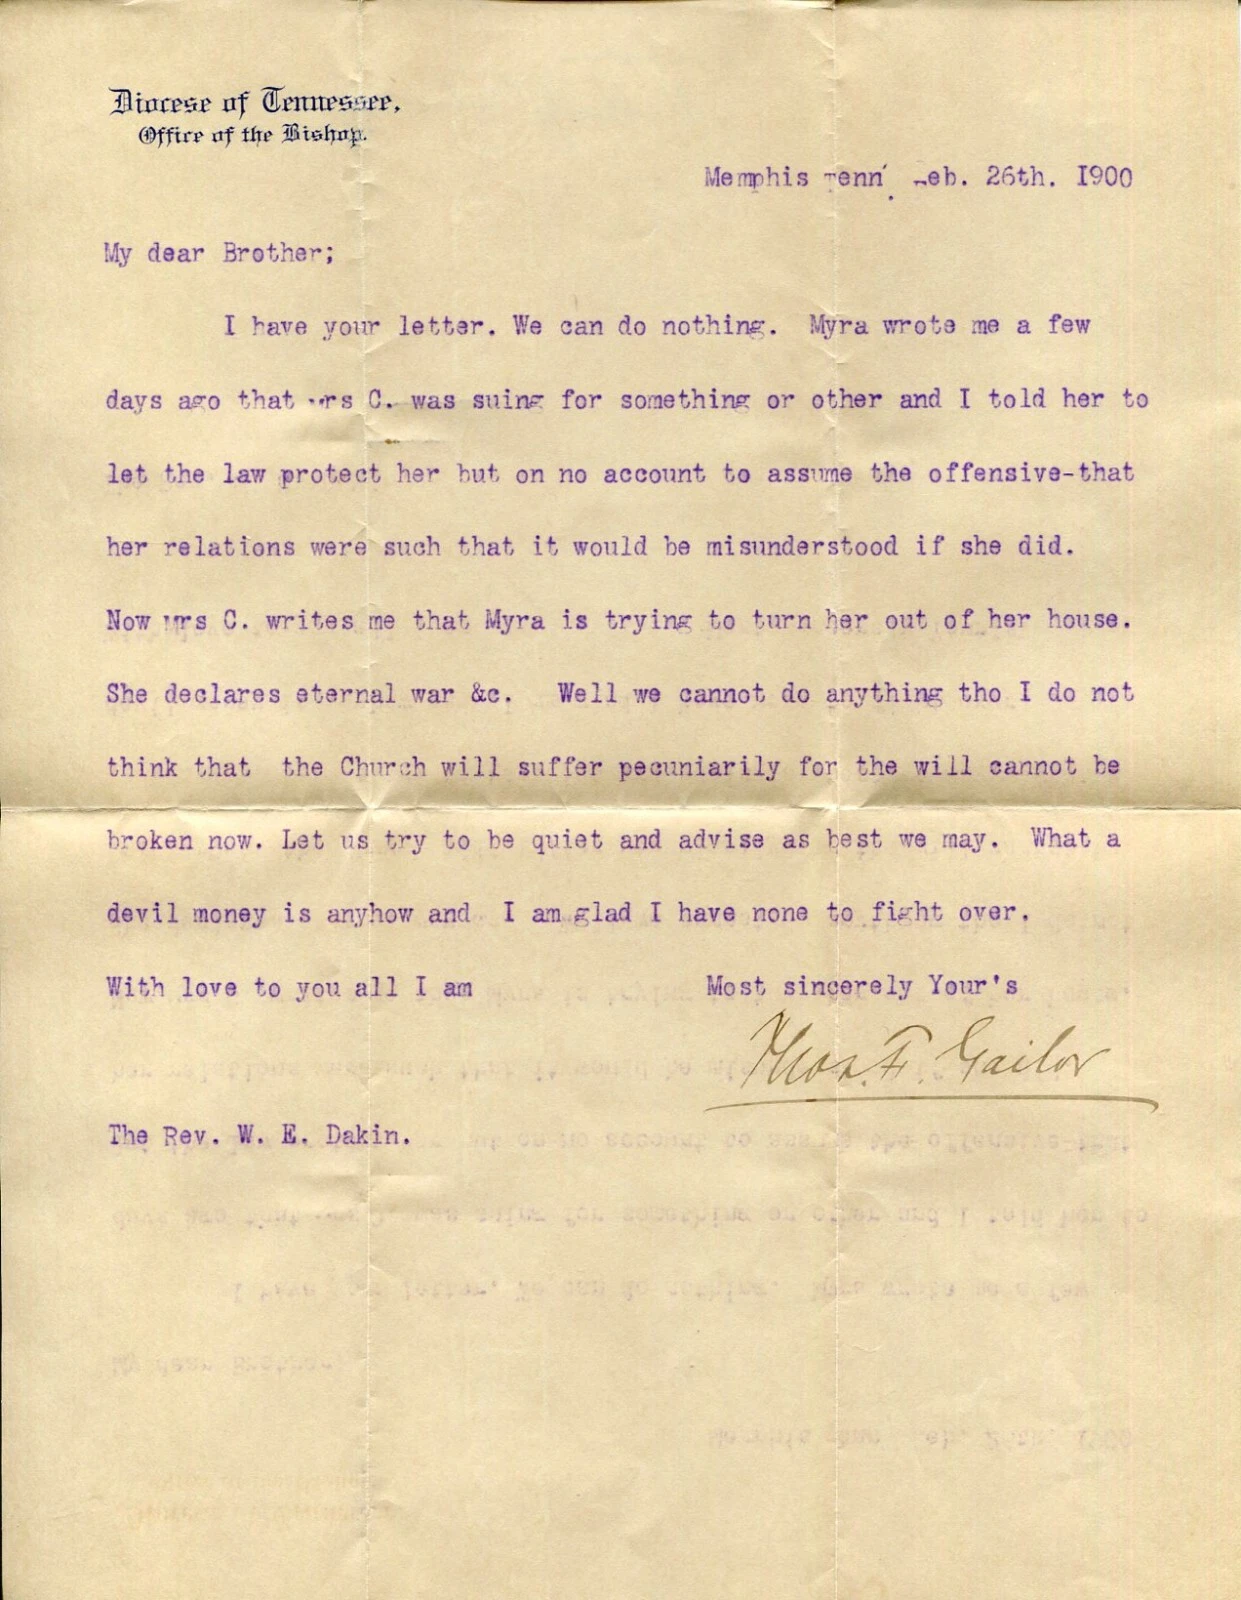 Diocese of Tennessee,
Office of the Bishop.
Memphis Tenn' Feb. 26th. 1900
My dear Brother;
I have your letter. We can do nothing. Myra wrote me a few
days ago that Mrs C. was suing for something or other and I told her to
let the law protect her but on no account to assume the offensive-that
her relations were such that it would be misunderstood if she did.
Now Mrs C. writes me that Myra is trying to turn her out of her house.
She declares eternal war &c. Well we cannot do anything tho I do not
think that the Church will suffer pecuniarily for the will cannot be
broken now. Let us try to be quiet and advise as best we may. What a
devil money is anyhow and I am glad I have none to fight over.
With love to you all I am Most sincerely Your's
Thos. F. Gailor
The Rev. W. E. Dakin.